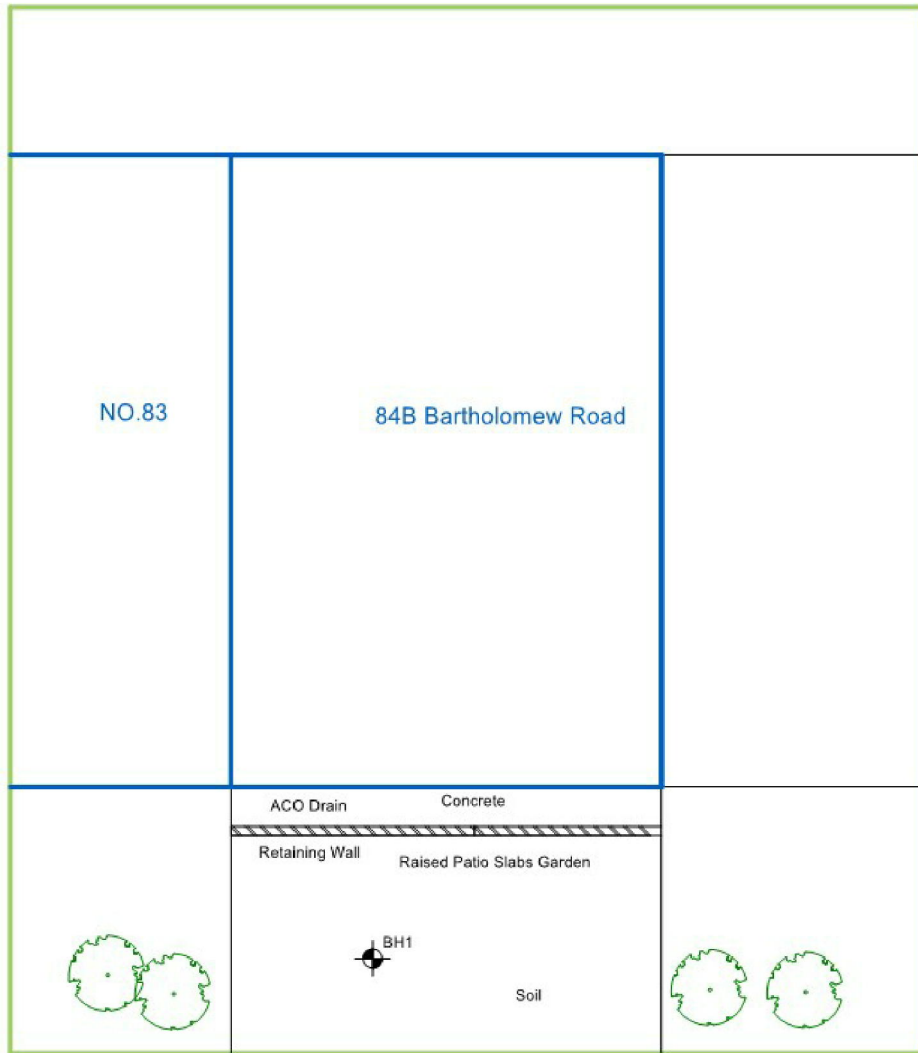 NO.83
84B Bartholomew Road
ACO Drain
Concrete
Retaining Wall
Raised Patio Slabs Garden
BH1
Soil